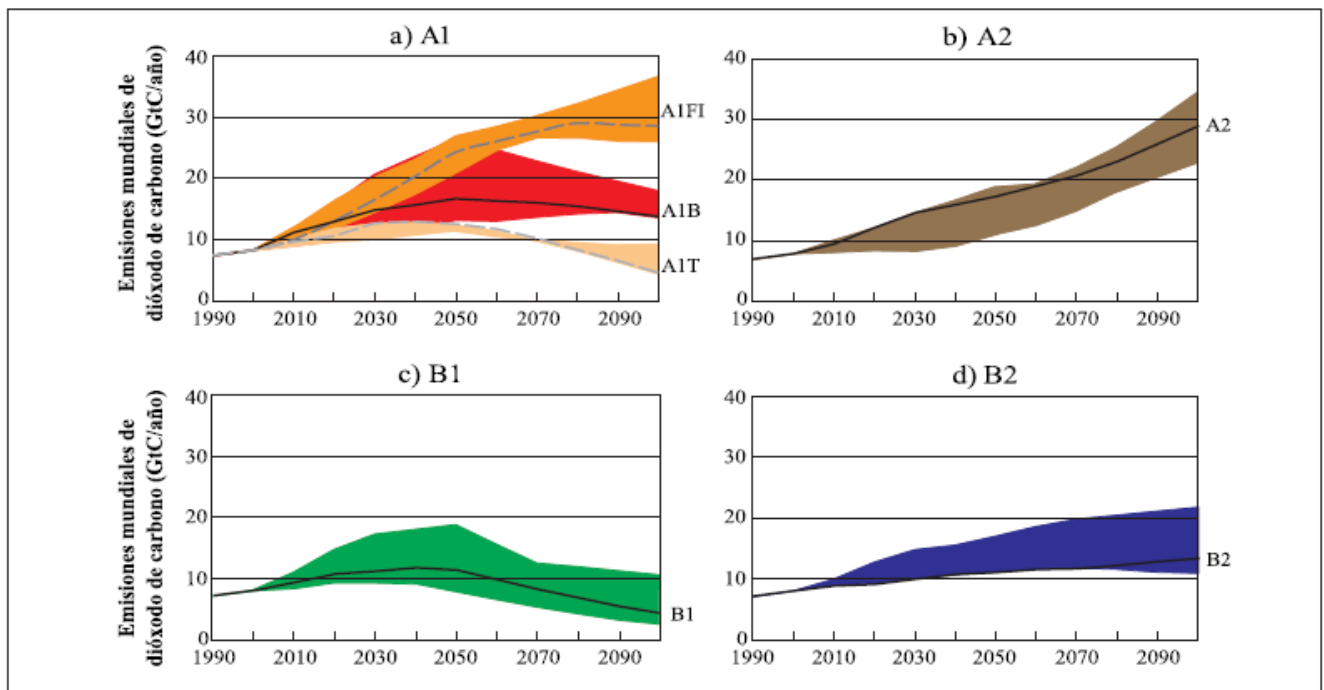 a) A1
Emisiones mundiales de
dióxodo de carbono (GtC/año)
40
30
20
10
0
A1FI
A1B
A1T
1990 2010 2030 2050 2070 2090
b) A2
40
30
20
10
0
A2
1990 2010 2030 2050 2070 2090
c) B1
Emisiones mundiales de
dióxodo de carbono (GtC/año)
40
30
20
10
0
B1
1990 2010 2030 2050 2070 2090
d) B2
40
30
20
10
0
B2
1990 2010 2030 2050 2070 2090